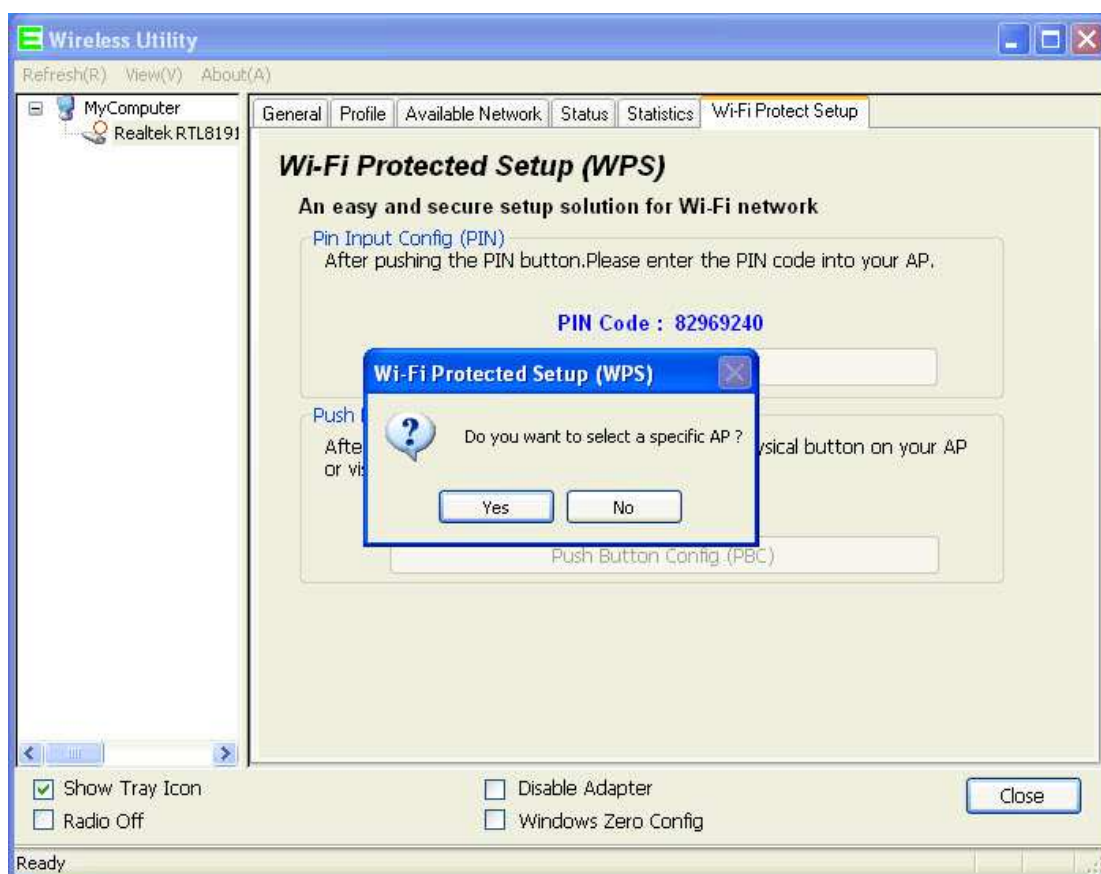 Wireless Utility
Refresh(R) View(V) About(A)
MyComputer
Realtek RTL8191
General Profile Available Network Status Statistics Wi-Fi Protect Setup
Wi-Fi Protected Setup (WPS)
An easy and secure setup solution for Wi-Fi network
Pin Input Config (PIN)
After pushing the PIN button.Please enter the PIN code into your AP.
PIN Code : 82969240
Wi-Fi Protected Setup (WPS)
Do you want to select a specific AP ?
Yes No
Push
After
button on your AP
or
Push Button Config (PBC)
Show Tray Icon
Radio Off
Disable Adapter
Windows Zero Config
Close
Ready